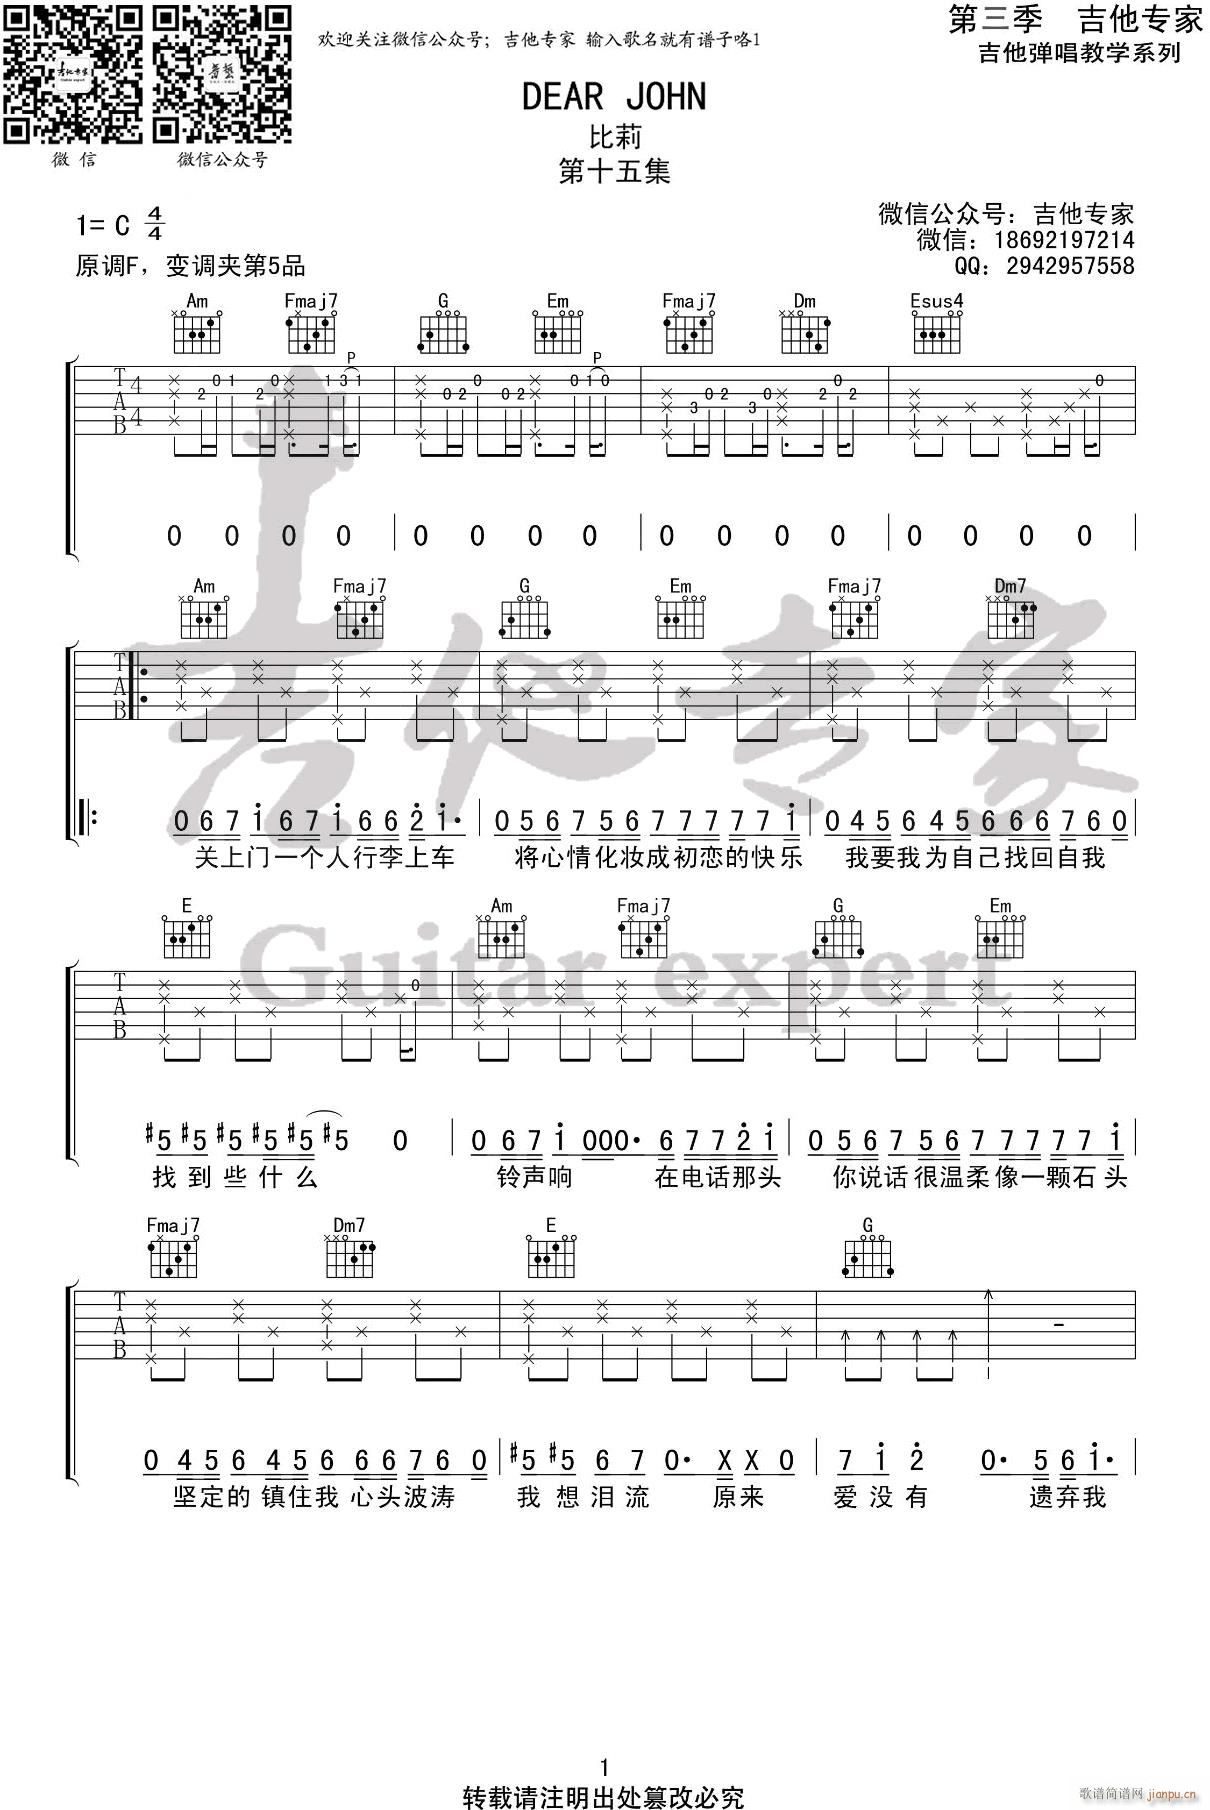 第三季 吉他专家
欢迎关注微信公众号；吉他专家 输入歌名就有谱子咯1
吉他弹唱教学系列
DEAR JOHN
比莉
微信 微信公众号
第十五集
1= C 4/4
微信公众号：吉他专家
微信：18692197214
原调F，变调夹第5品
QQ：2942957558
Am Fmaj7 G Em Fmaj7 Dm Esus4
P P
TAB 4/4
0 0 0 0 0 0 0 0 0 0 0 0 0 0 0 0
Am Fmaj7 G Em Fmaj7 Dm7
TAB
0 6 7 i 6 7 i 6 6 2 i· 0 5 6 7 5 6 7 7 7 7 7 i 0 4 5 6 4 5 6 6 6 7 6 0
关上门一个人行李上车 将心情化妆成初恋的快乐 我要我为自己找回自我
E Am Fmaj7 G Em
Guitar expert
TAB
#5 #5 #5 #5 #5 #5 0 0 6 7 i 0 0 0· 6 7 7 2 i 0 5 6 7 5 6 7 7 7 7 7 i
找到些什么 铃声响 在电话那头 你说话很温柔像一颗石头
Fmaj7 Dm7 E G
TAB
0 4 5 6 4 5 6 6 6 7 6 0 #5 #5 6 7 0· X X 0 7 i 2 0· 5 6 i·
坚定的镇住我心头波涛 我想泪流 原来 爱没有 遗弃我
1
转载请注明出处篡改必究
歌谱简谱网 jianpu.cn